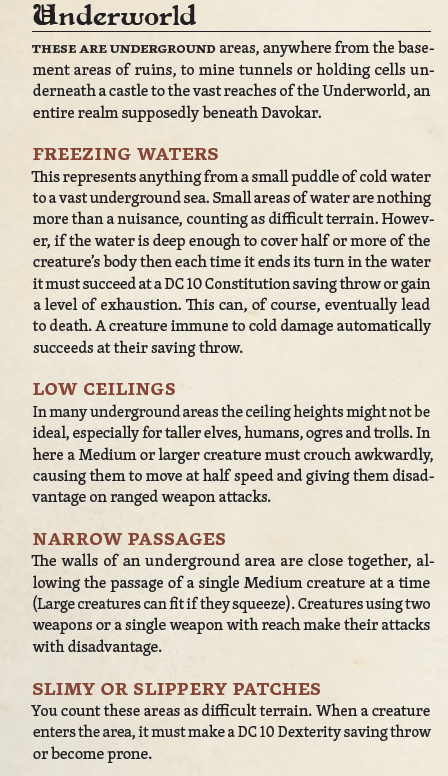 Underworld
THESE ARE UNDERGROUND areas, anywhere from the base-
ment areas of ruins, to mine tunnels or holding cells un-
derneath a castle to the vast reaches of the Underworld, an
entire realm supposedly beneath Davokar.
FREEZING WATERS
This represents anything from a small puddle of cold water
to a vast underground sea. Small areas of water are nothing
more than a nuisance, counting as difficult terrain. Howev-
er, if the water is deep enough to cover half or more of the
creature's body then each time it ends its turn in the water
it must succeed at a DC 10 Constitution saving throw or gain
a level of exhaustion. This can, of course, eventually lead
to death. A creature immune to cold damage automatically
succeeds at their saving throw.
LOW CEILINGS
In many underground areas the ceiling heights might not be
ideal, especially for taller elves, humans, ogres and trolls. In
here a Medium or larger creature must crouch awkwardly,
causing them to move at half speed and giving them disad-
vantage on ranged weapon attacks.
NARROW PASSAGES
The walls of an underground area are close together, al-
lowing the passage of a single Medium creature at a time
(Large creatures can fit if they squeeze). Creatures using two
weapons or a single weapon with reach make their attacks
with disadvantage.
SLIMY OR SLIPPERY PATCHES
You count these areas as difficult terrain. When a creature
enters the area, it must make a DC 10 Dexterity saving throw
or become prone.